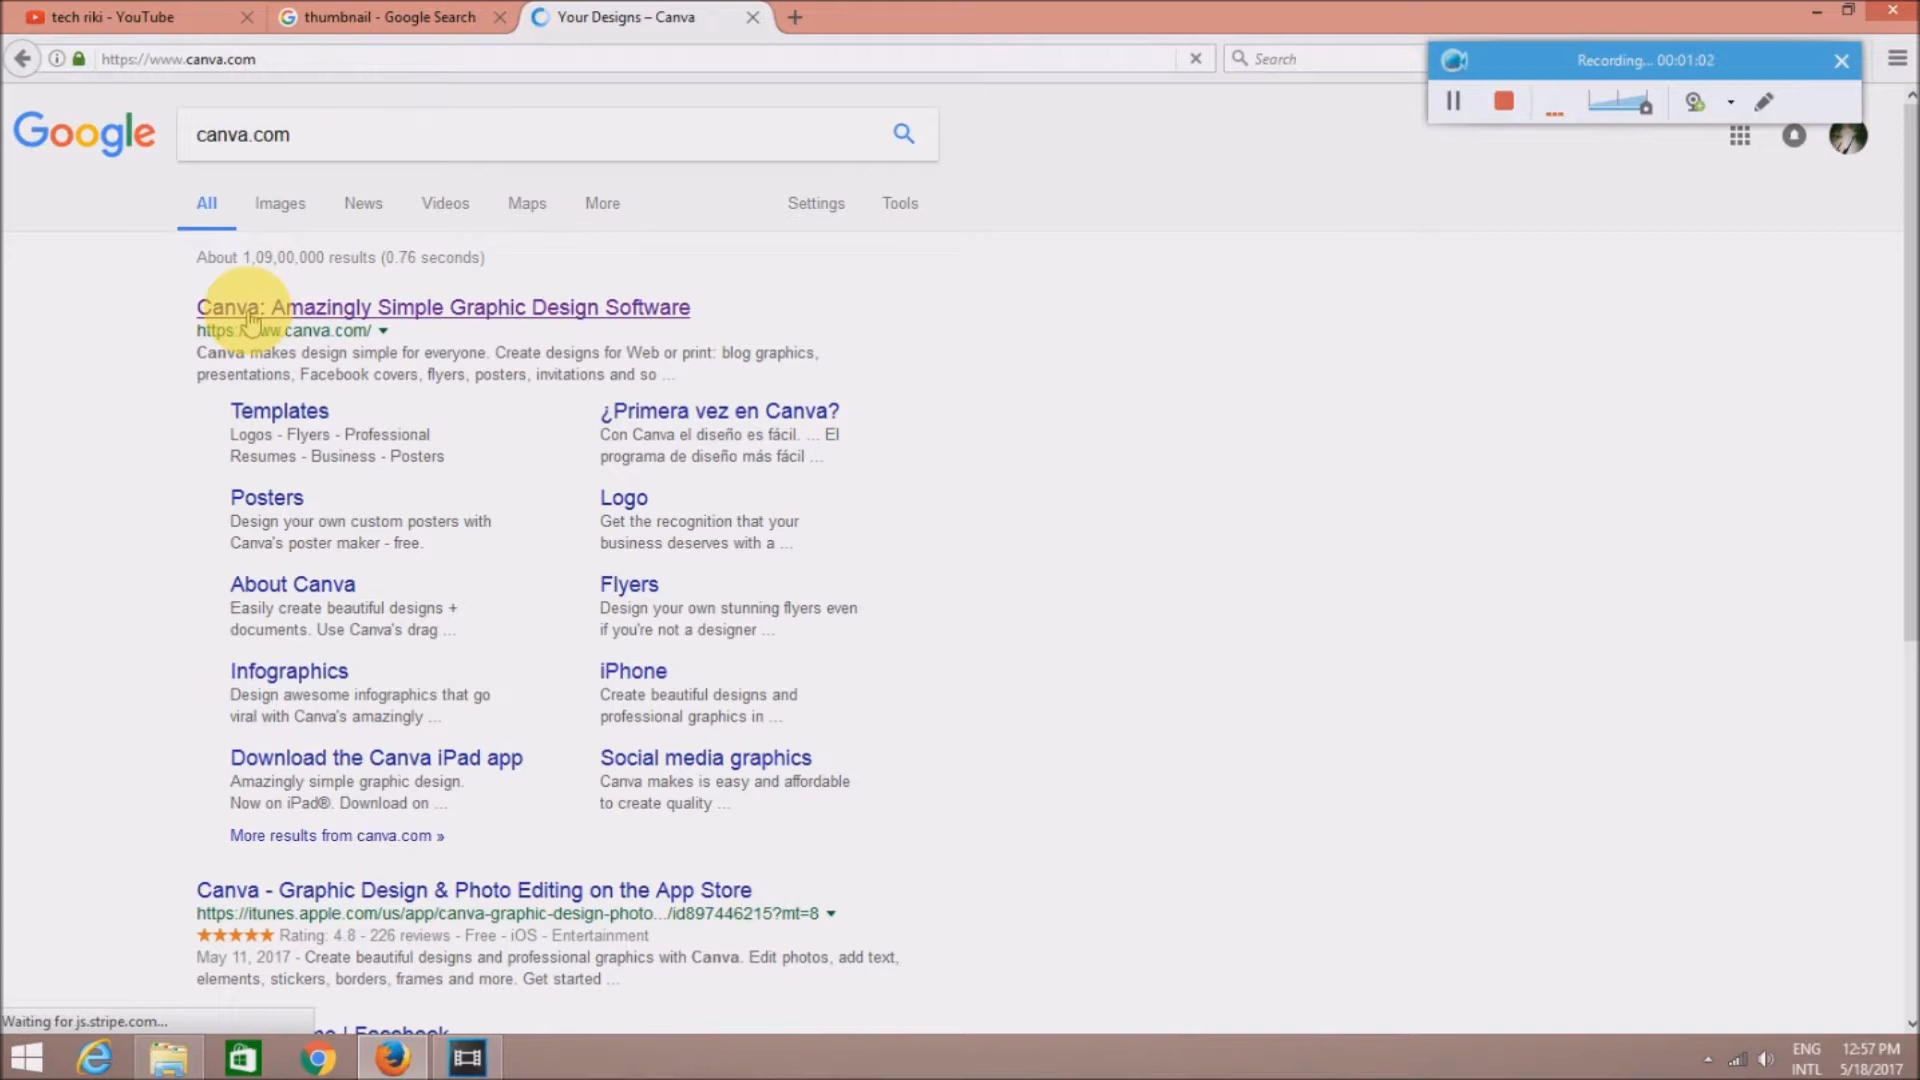 tech riki - YouTube
thumbnail - Google Search
Your Designs – Canva
https://www.canva.com
Search
Recording... 00:01:02
Google
canva.com
All
Images
News
Videos
Maps
More
Settings
Tools
About 1,09,00,000 results (0.76 seconds)
Canva: Amazingly Simple Graphic Design Software
https://www.canva.com/
Canva makes design simple for everyone. Create designs for Web or print: blog graphics,
presentations, Facebook covers, flyers, posters, invitations and so ...
Templates
Logos - Flyers - Professional
Resumes - Business - Posters
¿Primera vez en Canva?
Con Canva el diseño es fácil. ... El
programa de diseño más fácil ...
Posters
Design your own custom posters with
Canva's poster maker - free.
Logo
Get the recognition that your
business deserves with a ...
About Canva
Easily create beautiful designs +
documents. Use Canva's drag ...
Flyers
Design your own stunning flyers even
if you're not a designer ...
Infographics
Design awesome infographics that go
viral with Canva's amazingly ...
iPhone
Create beautiful designs and
professional graphics in ...
Download the Canva iPad app
Amazingly simple graphic design.
Now on iPad®. Download on ...
Social media graphics
Canva makes is easy and affordable
to create quality ...
More results from canva.com »
Canva - Graphic Design & Photo Editing on the App Store
https://itunes.apple.com/us/app/canva-graphic-design-photo.../id897446215?mt=8
Rating: 4.8 - 226 reviews - Free - iOS - Entertainment
May 11, 2017 - Create beautiful designs and professional graphics with Canva. Edit photos, add text,
elements, stickers, borders, frames and more. Get started ...
Waiting for js.stripe.com...
| Facebook
ENG
INTL
12:57 PM
5/18/2017